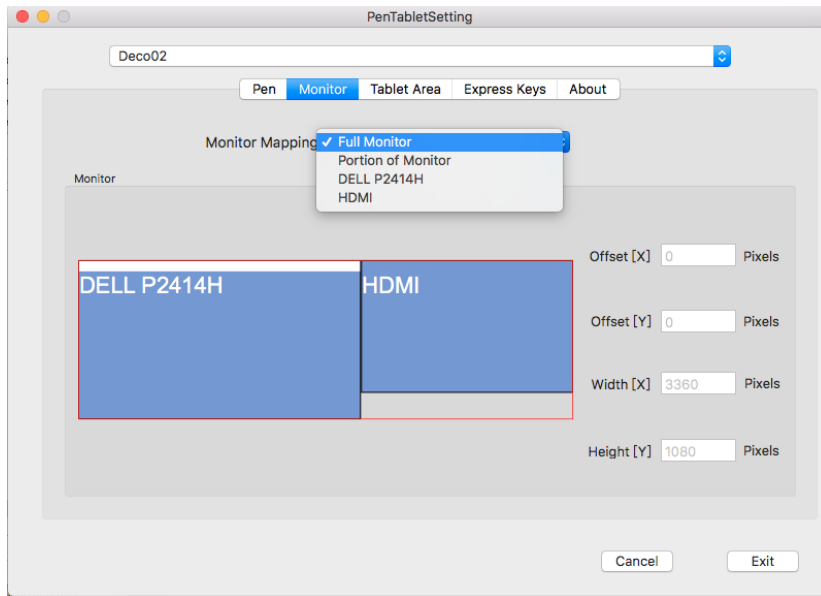 PenTabletSetting
Deco02
Pen Monitor Tablet Area Express Keys About
Monitor Mapping ✓ Full Monitor
Portion of Monitor
DELL P2414H
HDMI
Monitor
DELL P2414H HDMI
Offset [X] 0 Pixels
Offset [Y] 0 Pixels
Width [X] 3360 Pixels
Height [Y] 1080 Pixels
Cancel Exit